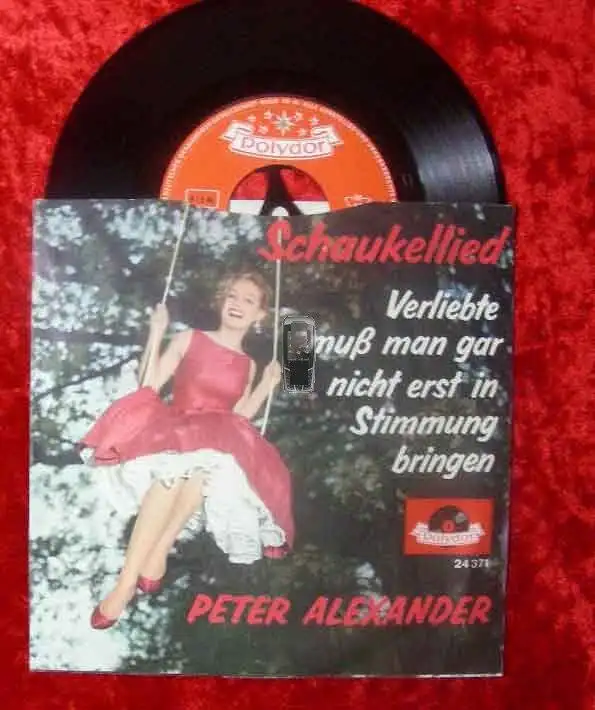 Polydor
Schaukellied
Verliebte
muß man gar
nicht erst in
Stimmung
bringen
Polydor
24 371
PETER ALEXANDER